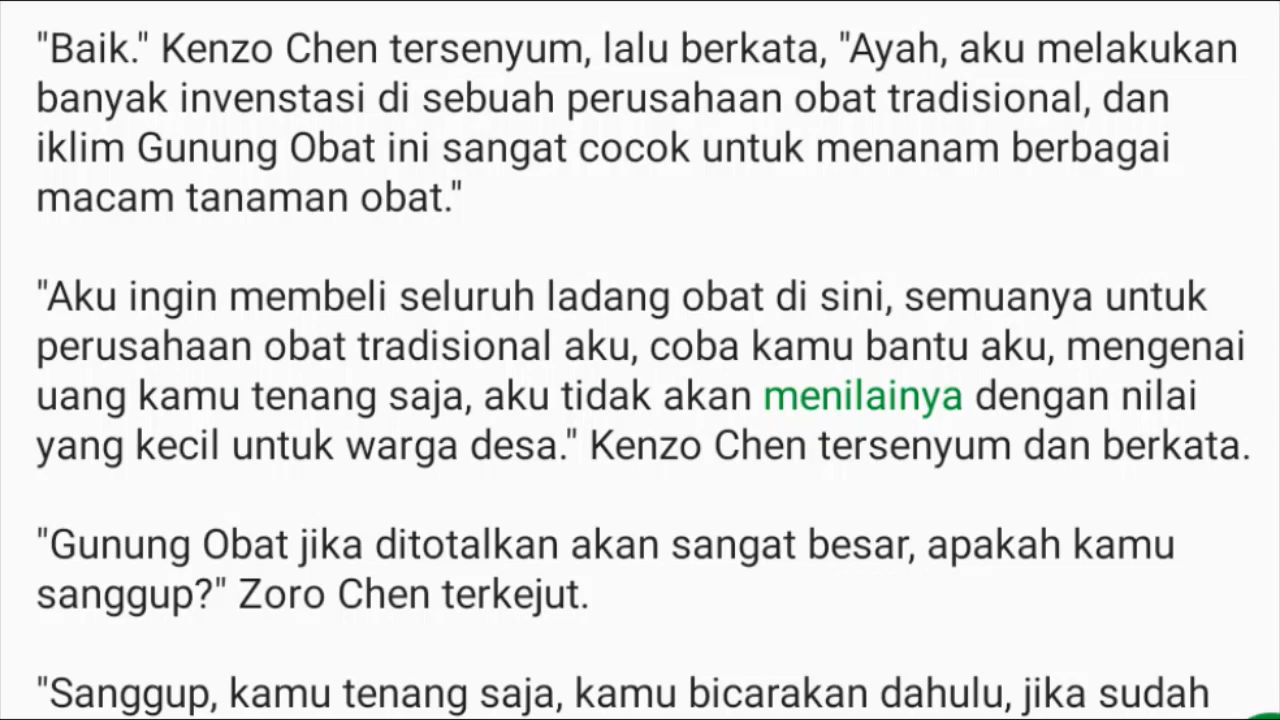 "Baik." Kenzo Chen tersenyum, lalu berkata, "Ayah, aku melakukan
banyak invenstasi di sebuah perusahaan obat tradisional, dan
iklim Gunung Obat ini sangat cocok untuk menanam berbagai
macam tanaman obat."
"Aku ingin membeli seluruh ladang obat di sini, semuanya untuk
perusahaan obat tradisional aku, coba kamu bantu aku, mengenai
uang kamu tenang saja, aku tidak akan menilainya dengan nilai
yang kecil untuk warga desa." Kenzo Chen tersenyum dan berkata.
"Gunung Obat jika ditotalkan akan sangat besar, apakah kamu
sanggup?" Zoro Chen terkejut.
"Sanggup, kamu tenang saja, kamu bicarakan dahulu, jika sudah